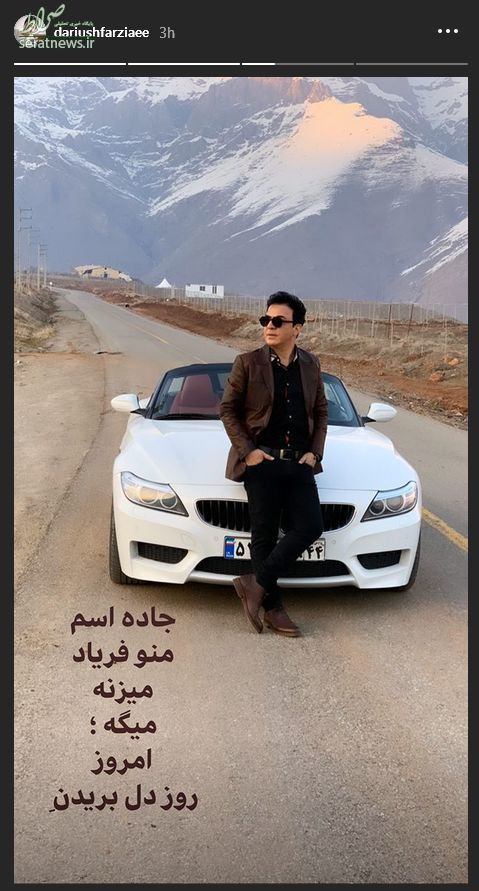 صراط
پایگاه خبری تحلیلی
seratnews.ir
dariushfarziaee 3h
جاده اسم
منو فریاد
میزنه
میگه ؛
امروز
روز دل بریدنِ